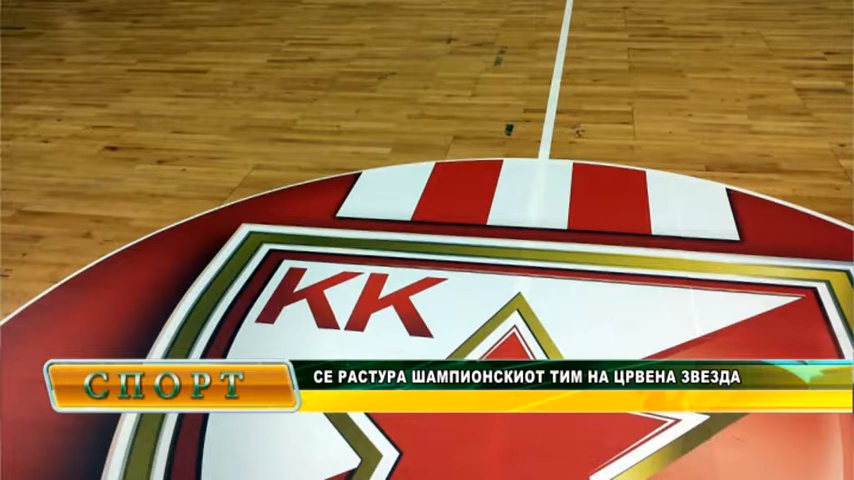 КК
СПОРТ
СЕ РАСТУРА ШАМПИОНСКИОТ ТИМ НА ЦРВЕНА ЗВЕЗДА